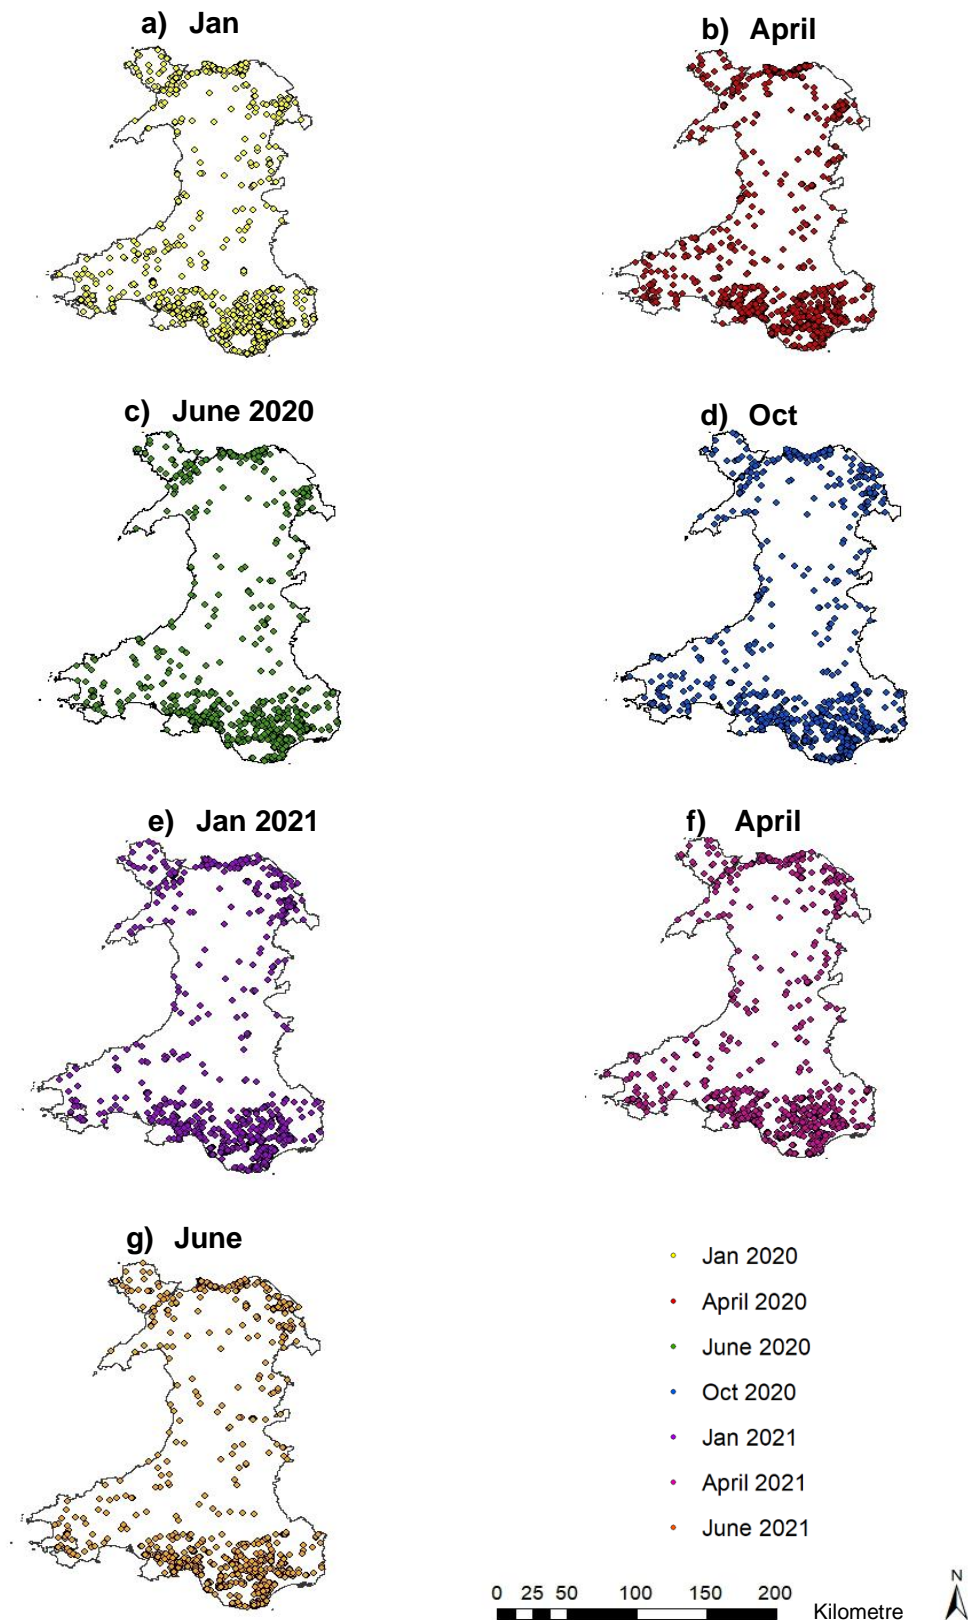 a) Jan
b) April
c) June 2020
d) Oct
e) Jan 2021
f) April
g) June
Jan 2020
April 2020
June 2020
Oct 2020
Jan 2021
April 2021
June 2021
N
0 25 50 100 150 200
Kilometre